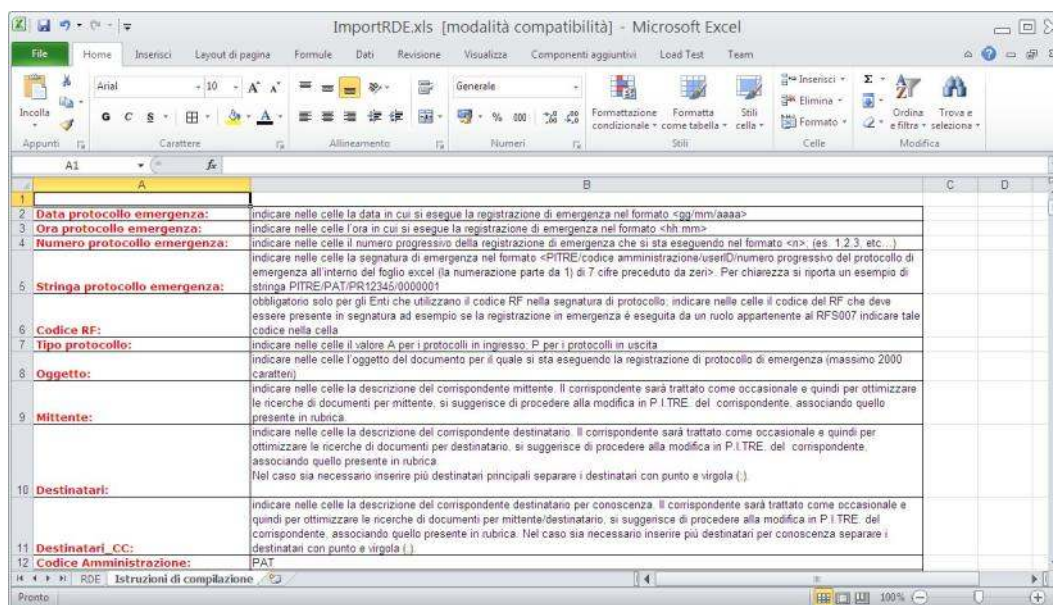 ImportRDE.xls [modalità compatibilità] - Microsoft Excel
File Home Inserisci Layout di pagina Formule Dati Revisione Visualizza Componenti aggiuntivi Load Test Team
Incolla
Arial 10
G C S
Generale
% 000
Formattazione condizionale
Formatta come tabella
Stili cella
Inserisci
Elimina
Formato
Ordina e filtra
Trova e seleziona
Appunti Carattere Allineamento Numeri Stili Celle Modifica
A1 fx
A B C D
1
2 Data protocollo emergenza: indicare nelle celle la data in cui si esegue la registrazione di emergenza nel formato <gg/mm/aaaa>
3 Ora protocollo emergenza: indicare nelle celle l'ora in cui si esegue la registrazione di emergenza nel formato <hh:mm>
4 Numero protocollo emergenza: indicare nelle celle il numero progressivo della registrazione di emergenza che si sta eseguendo nel formato <n>; (es. 1,2,3, etc...)
indicare nelle celle la segnatura di emergenza nel formato <PITRE/codice amministrazione/userID/numero progressivo del protocollo di
emergenza all'interno del foglio excel (la numerazione parte da 1) di 7 cifre preceduto da zeri>. Per chiarezza si riporta un esempio di
5 Stringa protocollo emergenza: stringa PITRE/PAT/PR12345/0000001
obbligatorio solo per gli Enti che utilizzano il codice RF nella segnatura di protocollo; indicare nelle celle il codice del RF che deve
essere presente in segnatura ad esempio se la registrazione in emergenza è eseguita da un ruolo appartenente al RFS007 indicare tale
6 Codice RF: codice nella cella
7 Tipo protocollo: indicare nelle celle il valore A per i protocolli in ingresso; P per i protocolli in uscita
indicare nelle celle l'oggetto del documento per il quale si sta eseguendo la registrazione di protocollo di emergenza (massimo 2000
8 Oggetto: caratteri)
indicare nelle celle la descrizione del corrispondente mittente. Il corrispondente sarà trattato come occasionale e quindi per ottimizzare
le ricerche di documenti per mittente, si suggerisce di procedere alla modifica in P.I.TRE. del corrispondente, associando quello
9 Mittente: presente in rubrica.
indicare nelle celle la descrizione del corrispondente destinatario. Il corrispondente sarà trattato come occasionale e quindi per
ottimizzare le ricerche di documenti per destinatario, si suggerisce di procedere alla modifica in P.I.TRE. del corrispondente,
associando quello presente in rubrica.
10 Destinatari: Nel caso sia necessario inserire più destinatari principali separare i destinatari con punto e virgola (;).
indicare nelle celle la descrizione del corrispondente destinatario per conoscenza. Il corrispondente sarà trattato come occasionale e
quindi per ottimizzare le ricerche di documenti per mittente/destinatario, si suggerisce di procedere alla modifica in P.I.TRE. del
corrispondente, associando quello presente in rubrica. Nel caso sia necessario inserire più destinatari per conoscenza separare i
11 Destinatari_CC: destinatari con punto e virgola (;).
12 Codice Amministrazione: PAT
RDE Istruzioni di compilazione
Pronto 100%